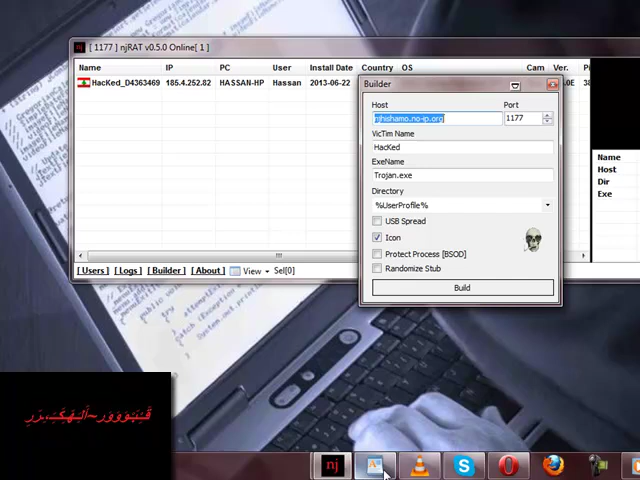 [ 1177 ] njRAT v0.5.0 Online[ 1 ]
Name IP PC User Install Date Country OS Cam Ver.
HacKed_D4363469 185.4.252.82 HASSAN-HP Hassan 2013-06-22
Builder
Host Port
njhishamo.no-ip.org 1177
VicTim Name
HacKed
ExeName
Trojan.exe
Directory
%UserProfile%
USB Spread
Icon
Protect Process [BSOD]
Randomize Stub
Build
Name
Host
Dir
Exe
[ Users ] [ Logs ] [ Builder ] [ About ] View Sel[0]
nj